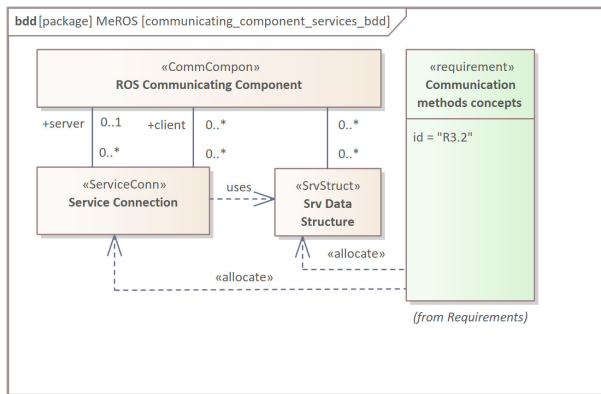 bdd [package] MeROS [communicating_component_services_bdd]
«CommCompon»
ROS Communicating Component
«requirement»
Communication
methods concepts
id = "R3.2"
+server 0..1 +client 0..* 0..*
0..* 0..* 0..*
«ServiceConn»
Service Connection
uses
«SrvStruct»
Srv Data
Structure
«allocate»
«allocate»
(from Requirements)